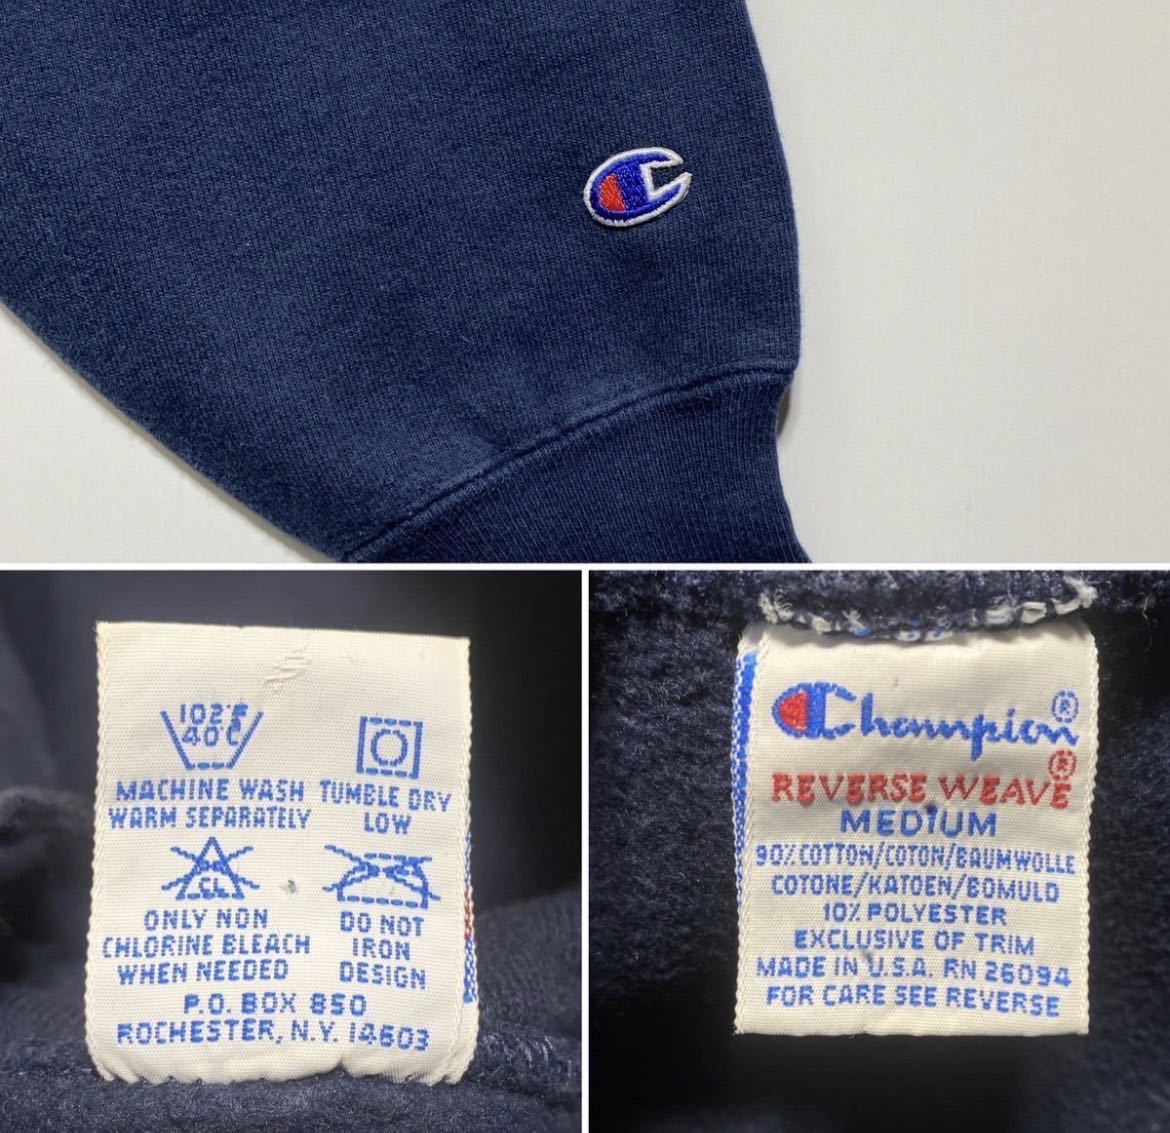 102°F
40°C
MACHINE WASH
WARM SEPARATELY
TUMBLE DRY
LOW
CL
ONLY NON
CHLORINE BLEACH
WHEN NEEDED
DO NOT
IRON
DESIGN
P.O. BOX 850
ROCHESTER, N.Y. 14603
Champion®
REVERSE WEAVE®
MEDIUM
90% COTTON/COTON/BAUMWOLLE
COTONE/KATOEN/BOMULD
10% POLYESTER
EXCLUSIVE OF TRIM
MADE IN U.S.A. RN 26094
FOR CARE SEE REVERSE